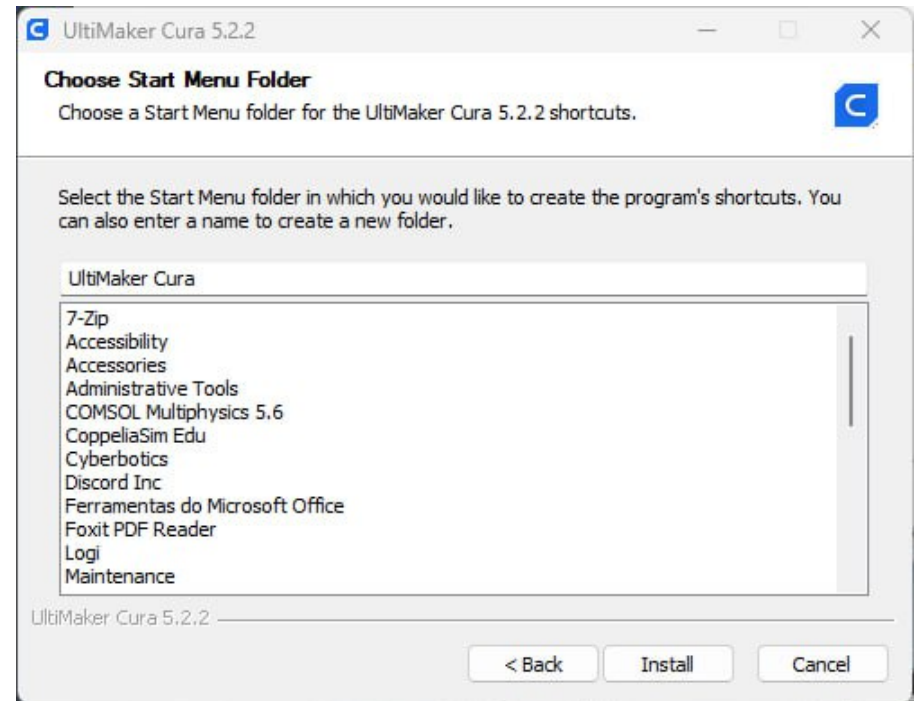 UltiMaker Cura 5.2.2
Choose Start Menu Folder
Choose a Start Menu folder for the UltiMaker Cura 5.2.2 shortcuts.
Select the Start Menu folder in which you would like to create the program's shortcuts. You
can also enter a name to create a new folder.
UltiMaker Cura
7-Zip
Accessibility
Accessories
Administrative Tools
COMSOL Multiphysics 5.6
CoppeliaSim Edu
Cyberbotics
Discord Inc
Ferramentas do Microsoft Office
Foxit PDF Reader
Logi
Maintenance
UltiMaker Cura 5.2.2
< Back Install Cancel